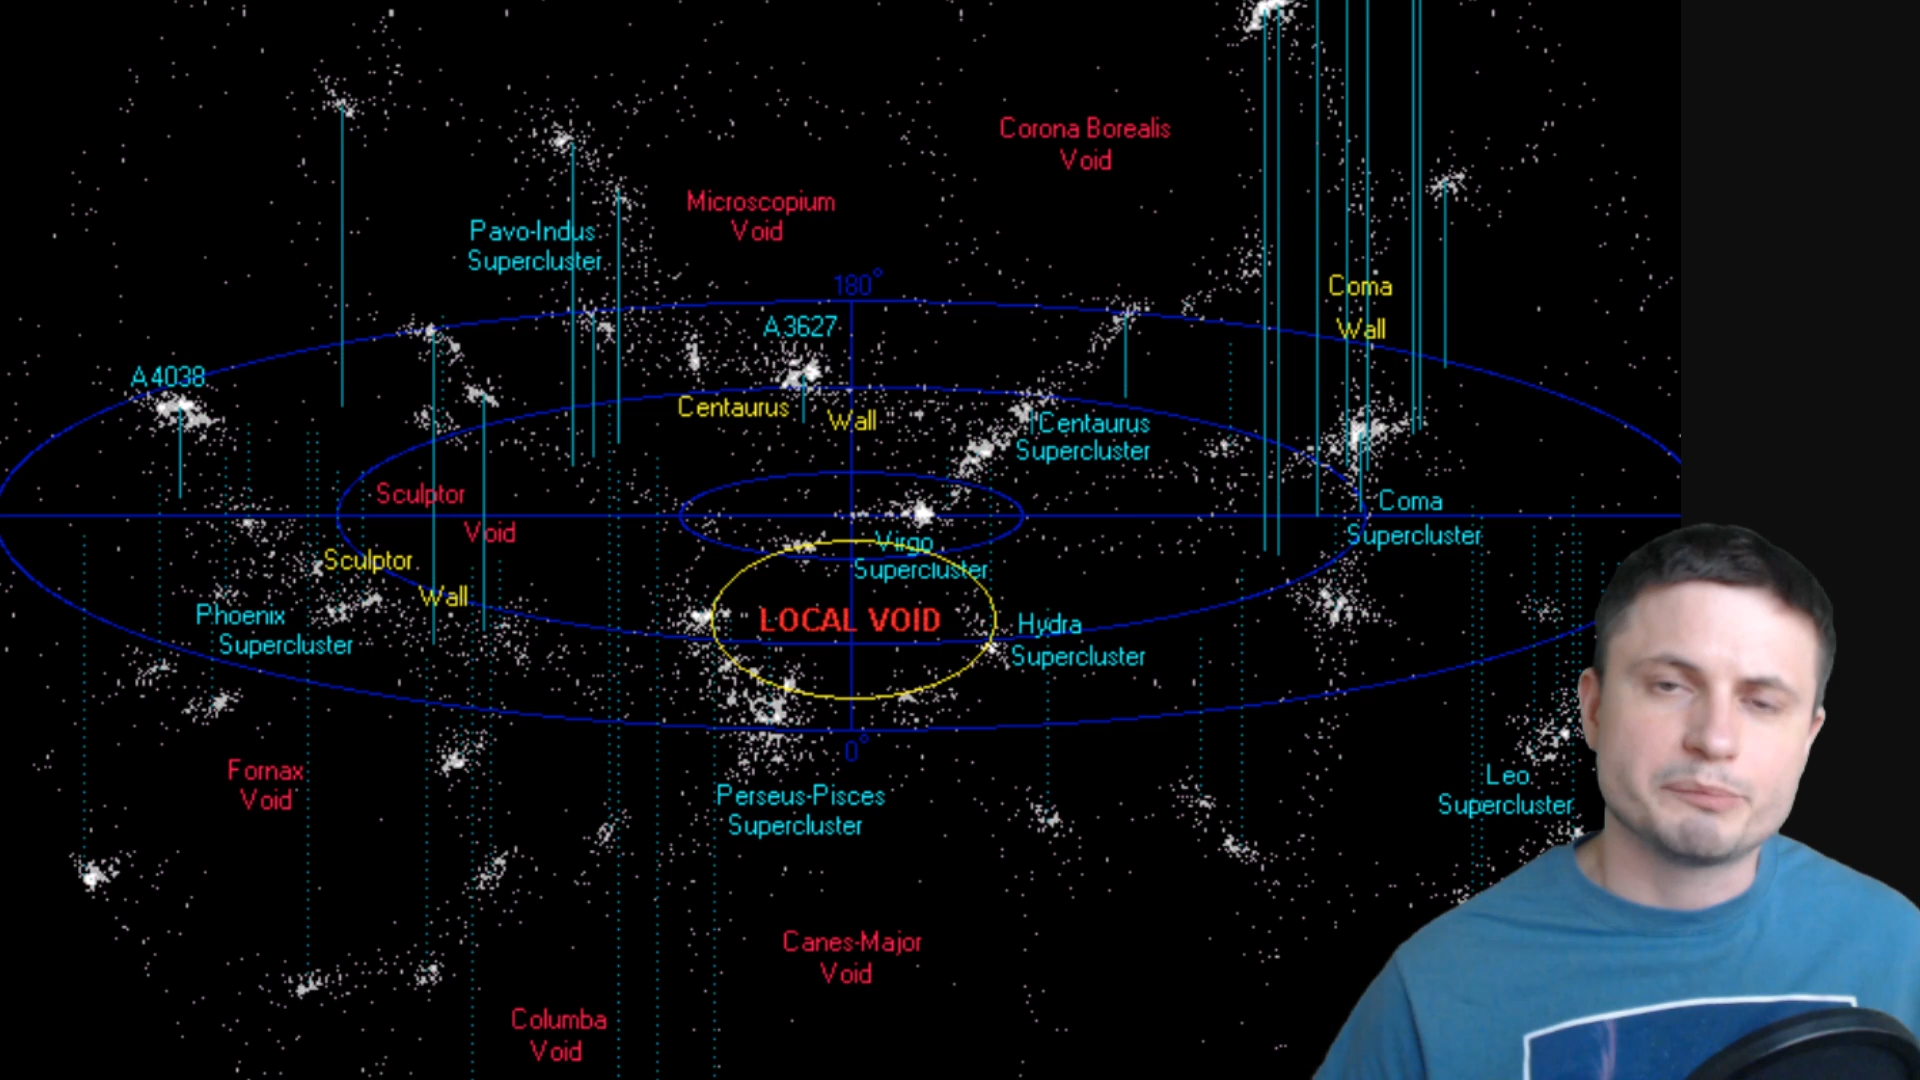 Corona Borealis
Void
Microscopium
Void
Pavo-Indus
Supercluster
180°
Coma
Wall
A3627
A4038
Centaurus
Wall
Centaurus
Supercluster
Sculptor
Void
Coma
Supercluster
Virgo
Supercluster
Sculptor
Wall
Phoenix
Supercluster
LOCAL VOID
Hydra
Supercluster
0°
Fornax
Void
Perseus-Pisces
Supercluster
Leo
Supercluster
Canes-Major
Void
Columba
Void